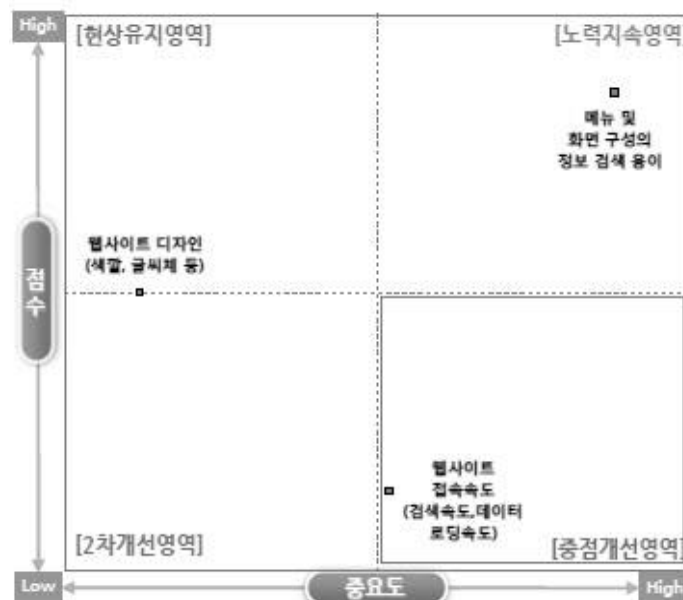 High
[현상유지영역]
[노력지속영역]
메뉴 및
화면 구성의
정보 검색 용이
웹사이트 디자인
(색깔, 글씨체 등)
점수
웹사이트
접속속도
(검색속도,데이터
로딩속도)
[2차개선영역]
[중점개선영역]
Low
중요도
High